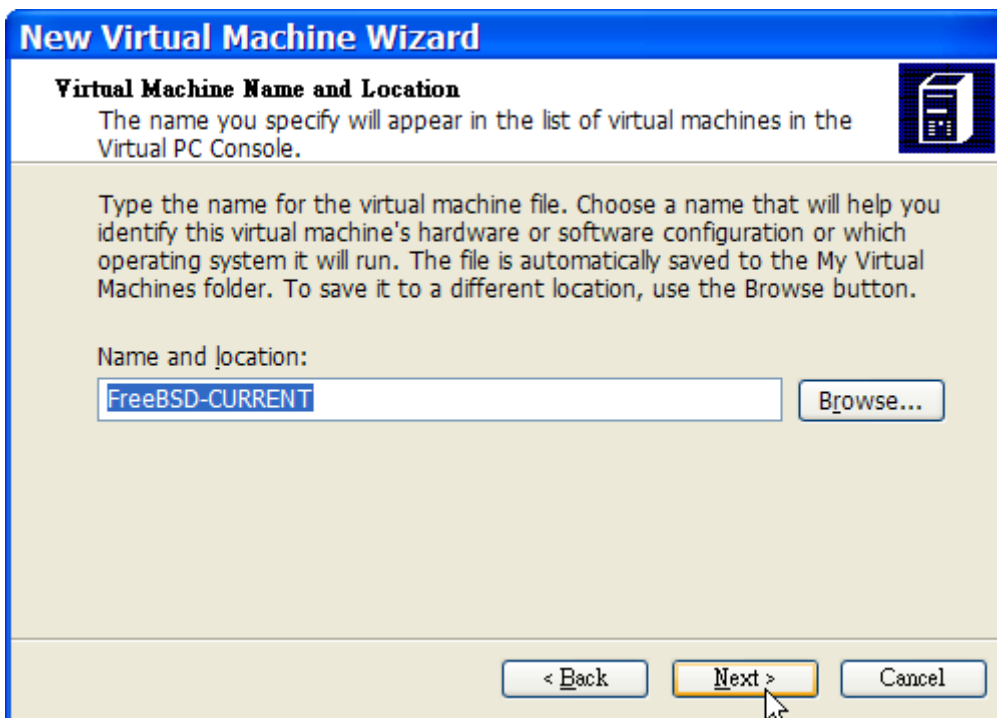 New Virtual Machine Wizard
Virtual Machine Name and Location
The name you specify will appear in the list of virtual machines in the
Virtual PC Console.
Type the name for the virtual machine file. Choose a name that will help you
identify this virtual machine's hardware or software configuration or which
operating system it will run. The file is automatically saved to the My Virtual
Machines folder. To save it to a different location, use the Browse button.
Name and location:
FreeBSD-CURRENT
Browse...
< Back
Next >
Cancel